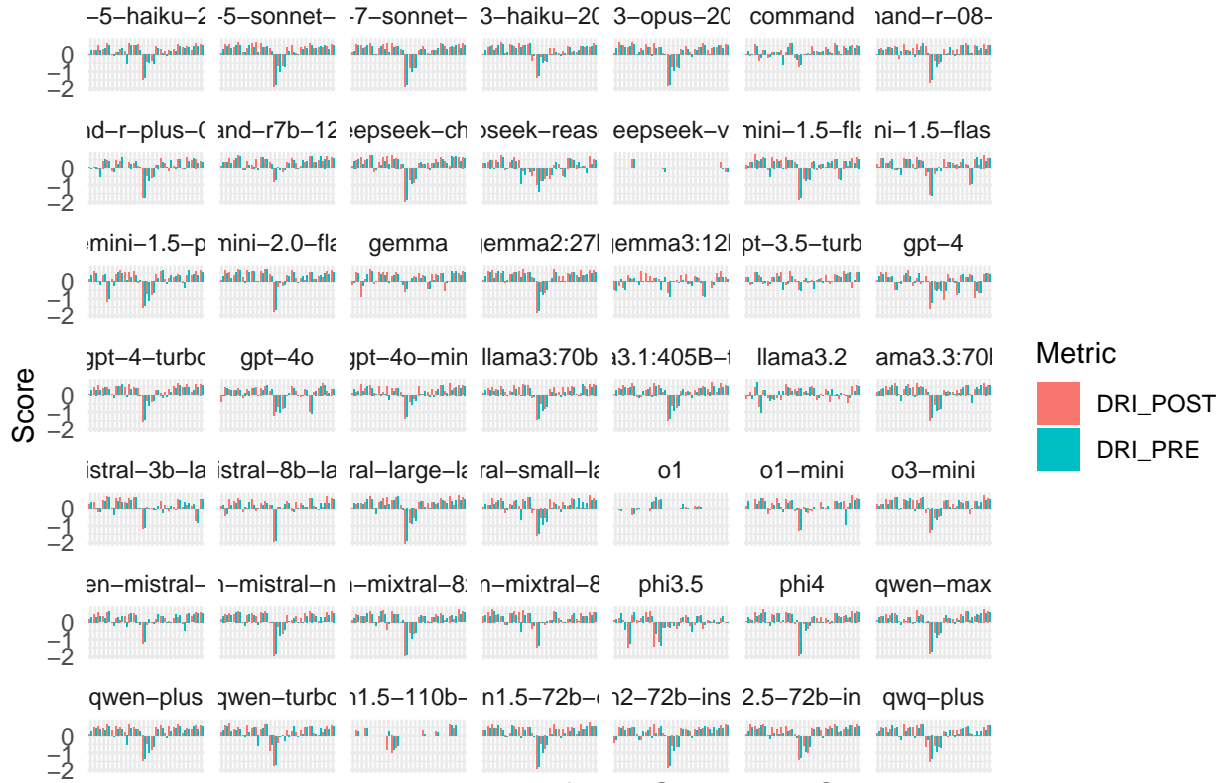 -5-haiku-2 -5-sonnet- -7-sonnet- 3-haiku-20 3-opus-20 command nand-r-08-
0
-1
-2
nd-r-plus-0 and-r7b-12 eepseek-ch pseek-reaso eepseek-v mini-1.5-fla ni-1.5-flas
0
-1
-2
emini-1.5-p mini-2.0-fla gemma gemma2:27l gemma3:12l pt-3.5-turb gpt-4
0
-1
-2
gpt-4-turbo gpt-4o gpt-4o-min llama3:70b a3.1:405B-t llama3.2 ama3.3:70l
0
-1
-2
istral-3b-la istral-8b-la ral-large-la ral-small-la o1 o1-mini o3-mini
0
-1
-2
en-mistral- n-mistral-n n-mixtral-8: n-mixtral-8 phi3.5 phi4 qwen-max
0
-1
-2
qwen-plus qwen-turbo n1.5-110b- n1.5-72b- n2-72b-ins 2.5-72b-in qwq-plus
0
-1
-2
Score
Metric
DRI_POST
DRI_PRE